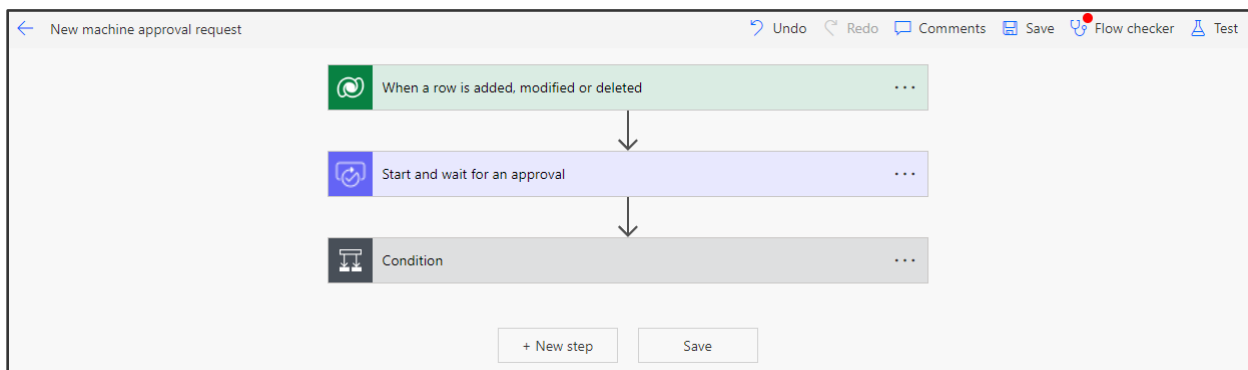 New machine approval request
Undo Redo Comments Save Flow checker Test
When a row is added, modified or deleted
Start and wait for an approval
Condition
+ New step Save